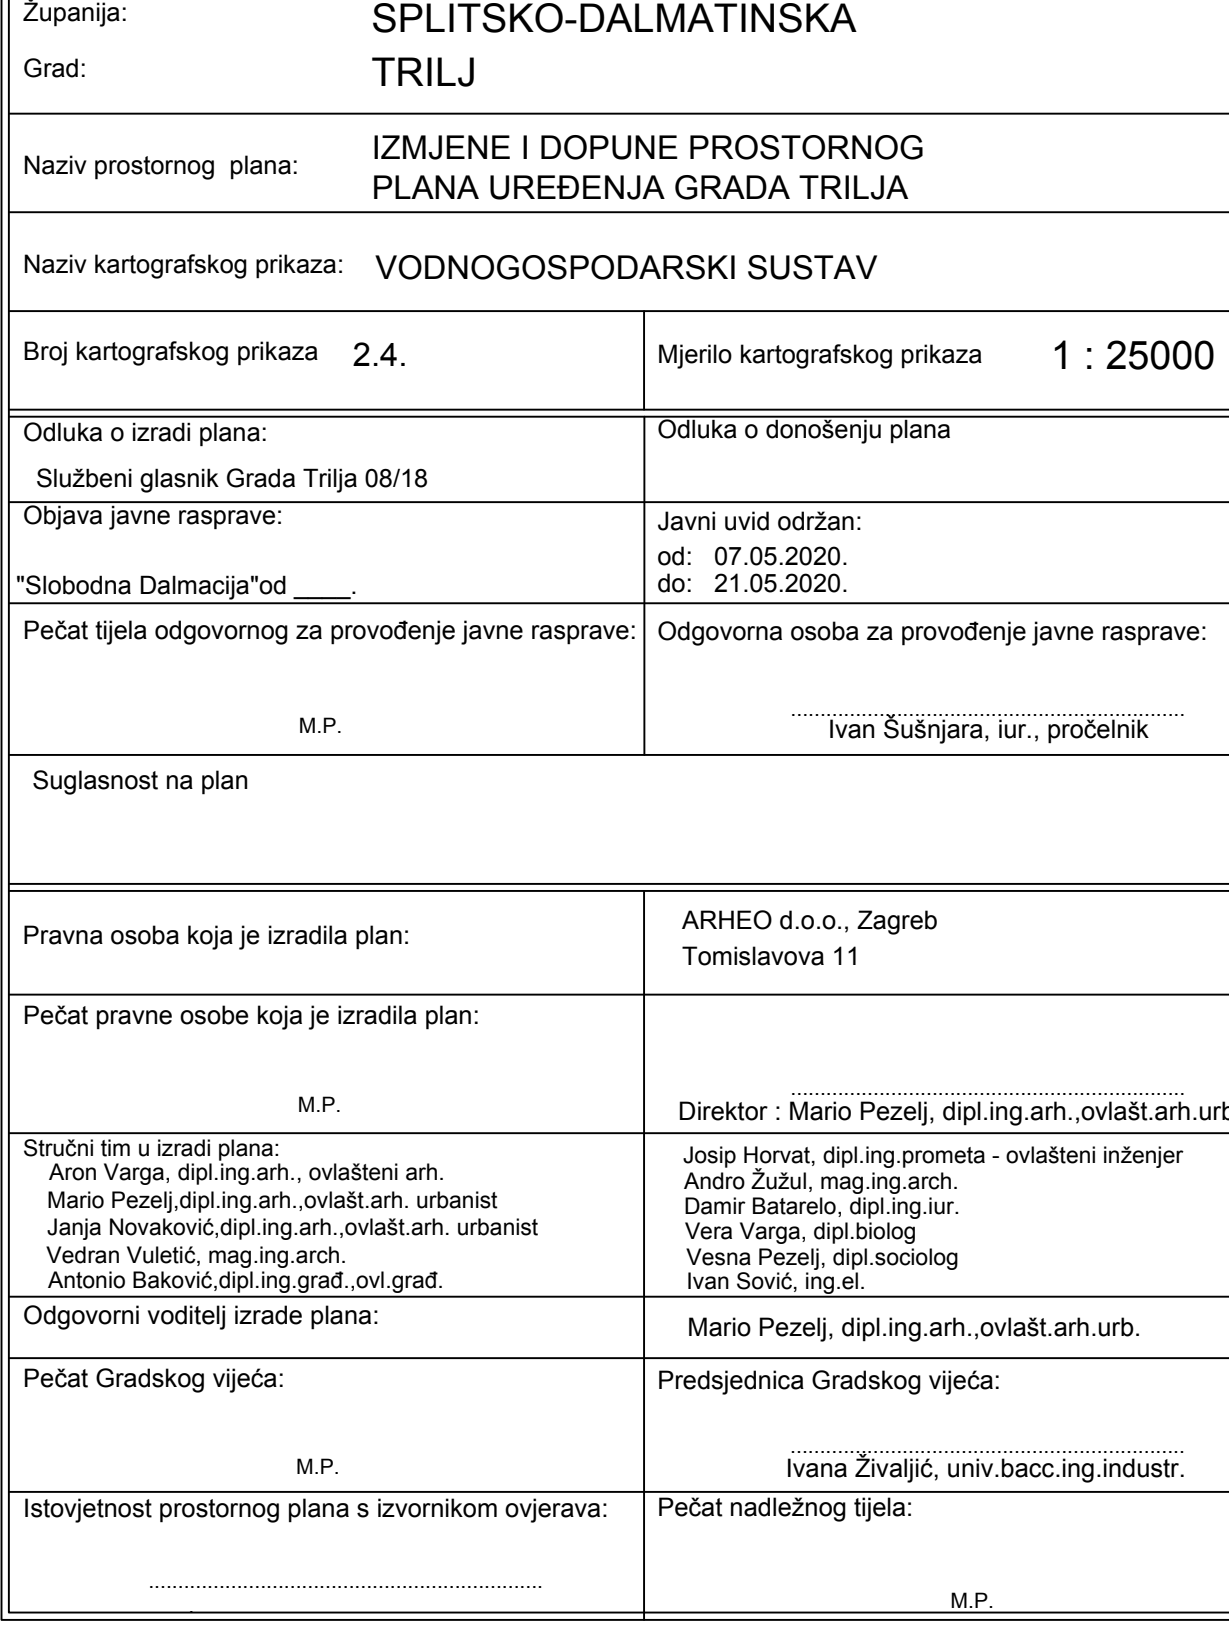 Županija: SPLITSKO-DALMATINSKA
Grad: TRILJ
Naziv prostornog plana: IZMJENE I DOPUNE PROSTORNOG
PLANA UREĐENJA GRADA TRILJA
Naziv kartografskog prikaza: VODNOGOSPODARSKI SUSTAV
Broj kartografskog prikaza 2.4.
Mjerilo kartografskog prikaza 1 : 25000
Odluka o izradi plana:
Službeni glasnik Grada Trilja 08/18
Odluka o donošenju plana
Objava javne rasprave:
"Slobodna Dalmacija"od ____.
Javni uvid održan:
od: 07.05.2020.
do: 21.05.2020.
Pečat tijela odgovornog za provođenje javne rasprave:
M.P.
Odgovorna osoba za provođenje javne rasprave:
...................................................................
Ivan Šušnjara, iur., pročelnik
Suglasnost na plan
Pravna osoba koja je izradila plan:
ARHEO d.o.o., Zagreb
Tomislavova 11
Pečat pravne osobe koja je izradila plan:
M.P.
...................................................................
Direktor : Mario Pezelj, dipl.ing.arh.,ovlašt.arh.urb
Stručni tim u izradi plana:
Aron Varga, dipl.ing.arh., ovlašteni arh.
Mario Pezelj,dipl.ing.arh.,ovlašt.arh. urbanist
Janja Novaković,dipl.ing.arh.,ovlašt.arh. urbanist
Vedran Vuletić, mag.ing.arch.
Antonio Baković,dipl.ing.građ.,ovl.građ.
Josip Horvat, dipl.ing.prometa - ovlašteni inženjer
Andro Žužul, mag.ing.arch.
Damir Batarelo, dipl.ing.iur.
Vera Varga, dipl.biolog
Vesna Pezelj, dipl.sociolog
Ivan Sović, ing.el.
Odgovorni voditelj izrade plana:
Mario Pezelj, dipl.ing.arh.,ovlašt.arh.urb.
Pečat Gradskog vijeća:
M.P.
Predsjednica Gradskog vijeća:
...................................................................
Ivana Živaljić, univ.bacc.ing.industr.
Istovjetnost prostornog plana s izvornikom ovjerava:
...................................................................
Pečat nadležnog tijela:
M.P.